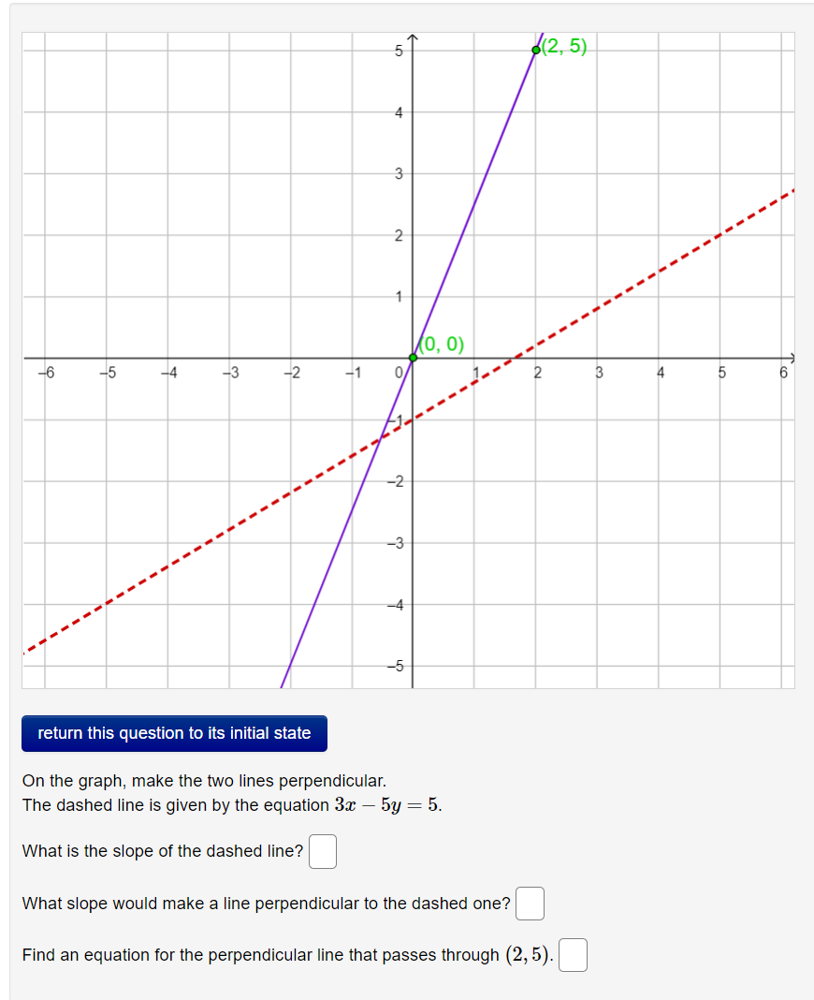 5
(2, 5)
4
3
2
1
(0, 0)
–6 –5 –4 –3 –2 –1 0 1 2 3 4 5 6
–1
–2
–3
–4
–5
return this question to its initial state
On the graph, make the two lines perpendicular.
The dashed line is given by the equation 3x − 5y = 5.
What is the slope of the dashed line?
What slope would make a line perpendicular to the dashed one?
Find an equation for the perpendicular line that passes through (2, 5).